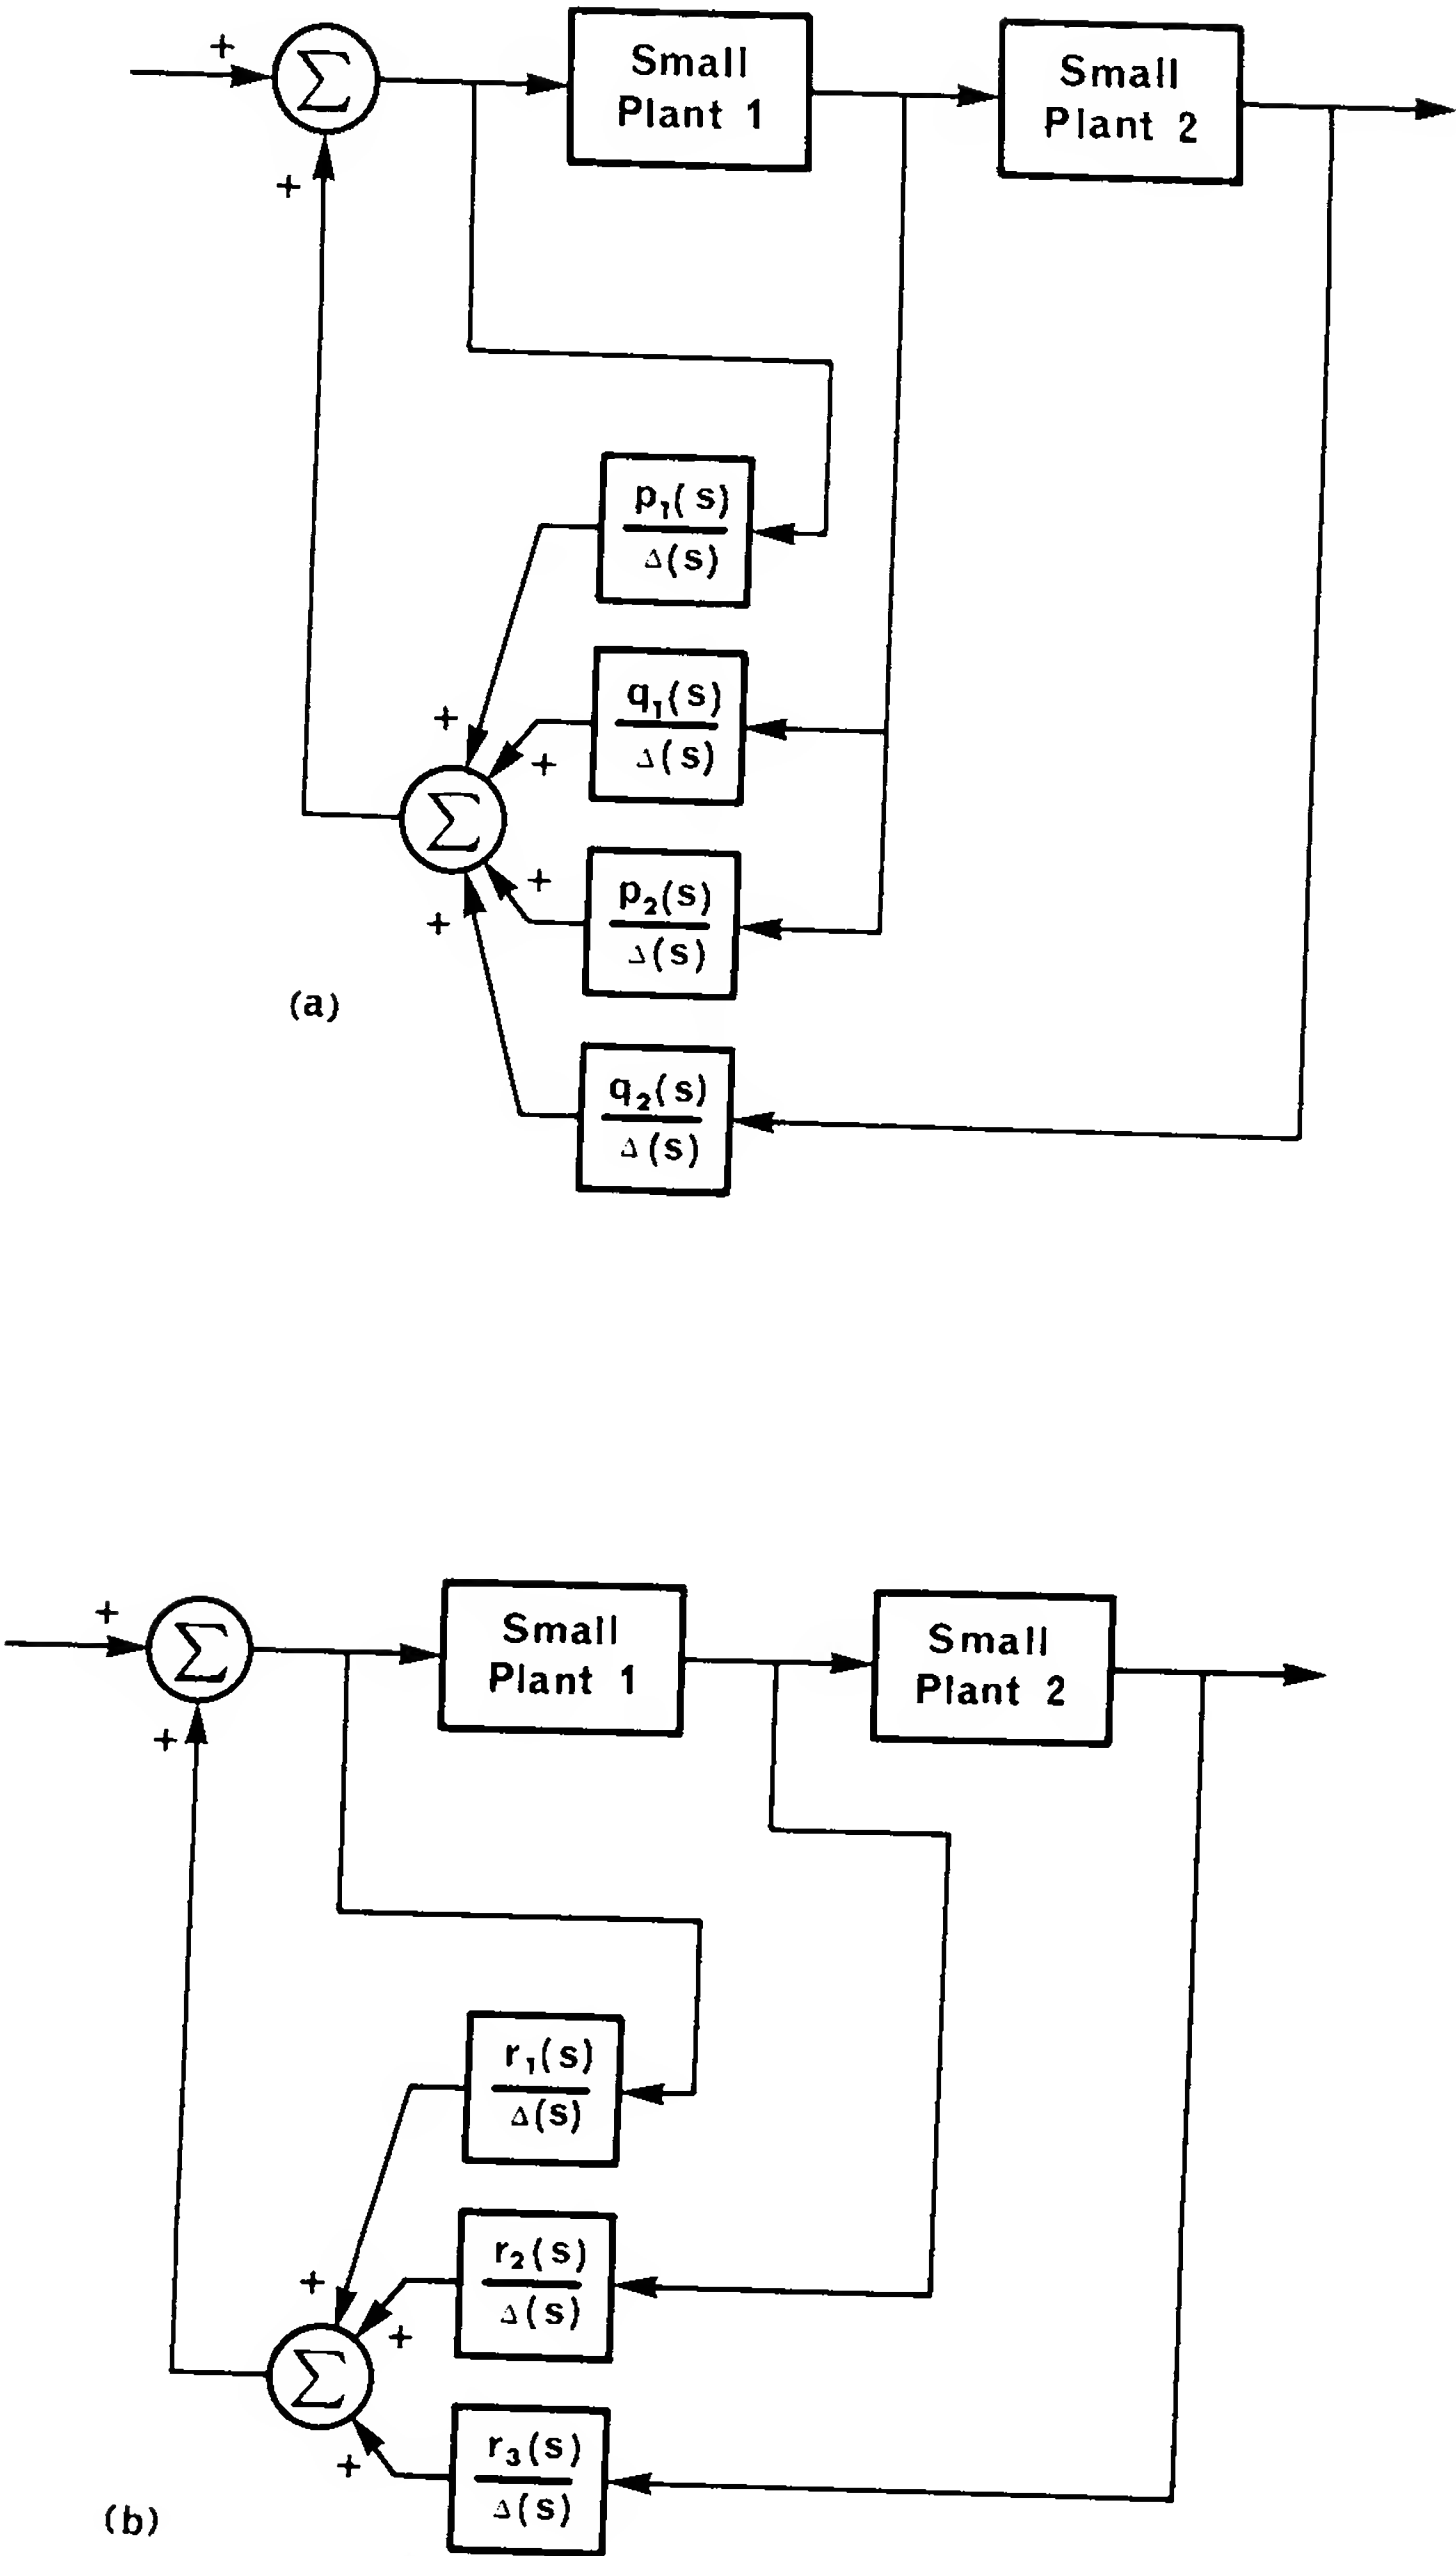 +
Σ
Small
Plant 1
Small
Plant 2
+
p₁(s)
Δ(s)
q₁(s)
Δ(s)
+
+
Σ
p₂(s)
Δ(s)
+
+
(a)
q₂(s)
Δ(s)
+
Σ
Small
Plant 1
Small
Plant 2
+
r₁(s)
Δ(s)
r₂(s)
Δ(s)
+
+
Σ
r₃(s)
Δ(s)
+
(b)